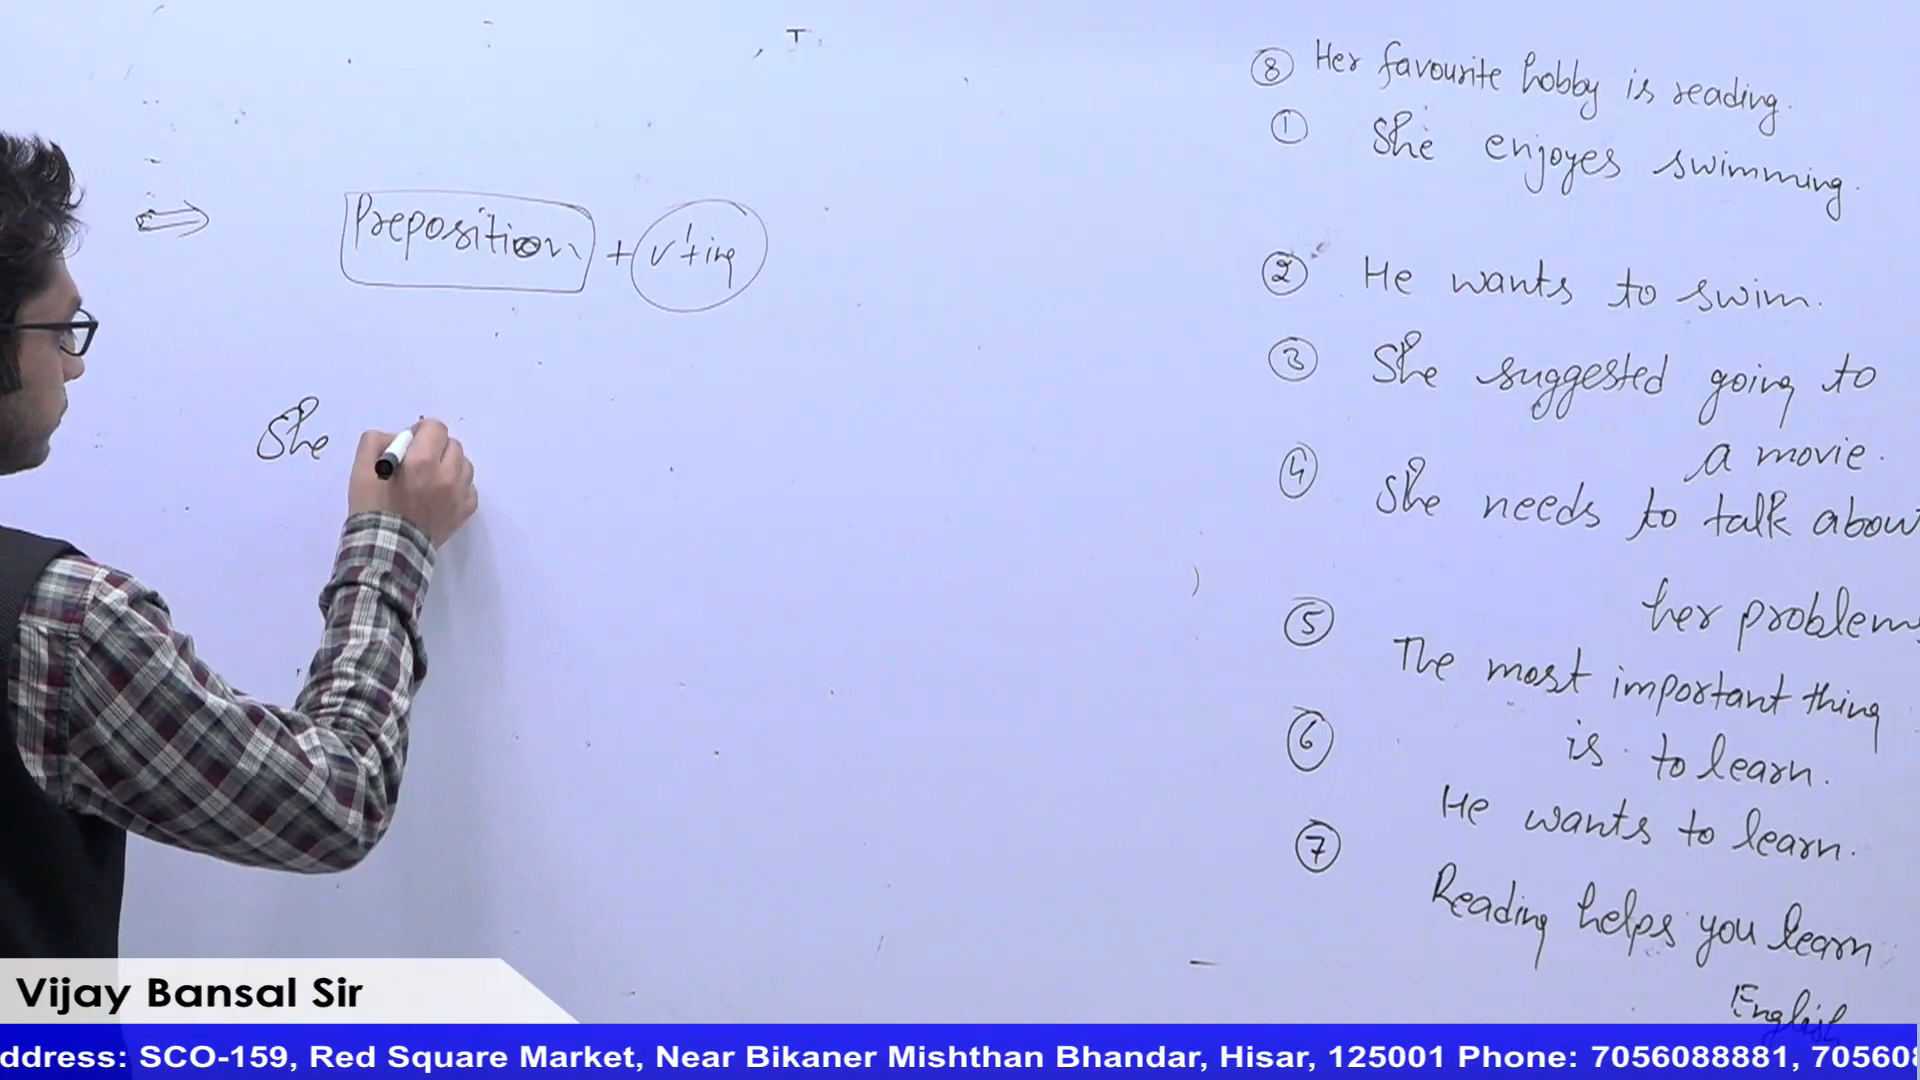 Preposition + v'+ing
She
8 Her favourite hobby is reading.
1 She enjoyes swimming.
2 He wants to swim.
3 She suggested going to
a movie.
4 She needs to talk about
her problems
5 The most important thing
is to learn.
6 He wants to learn.
7 Reading helps you learn
English
Vijay Bansal Sir
ddress: SCO-159, Red Square Market, Near Bikaner Mishthan Bhandar, Hisar, 125001 Phone: 7056088881, 70560